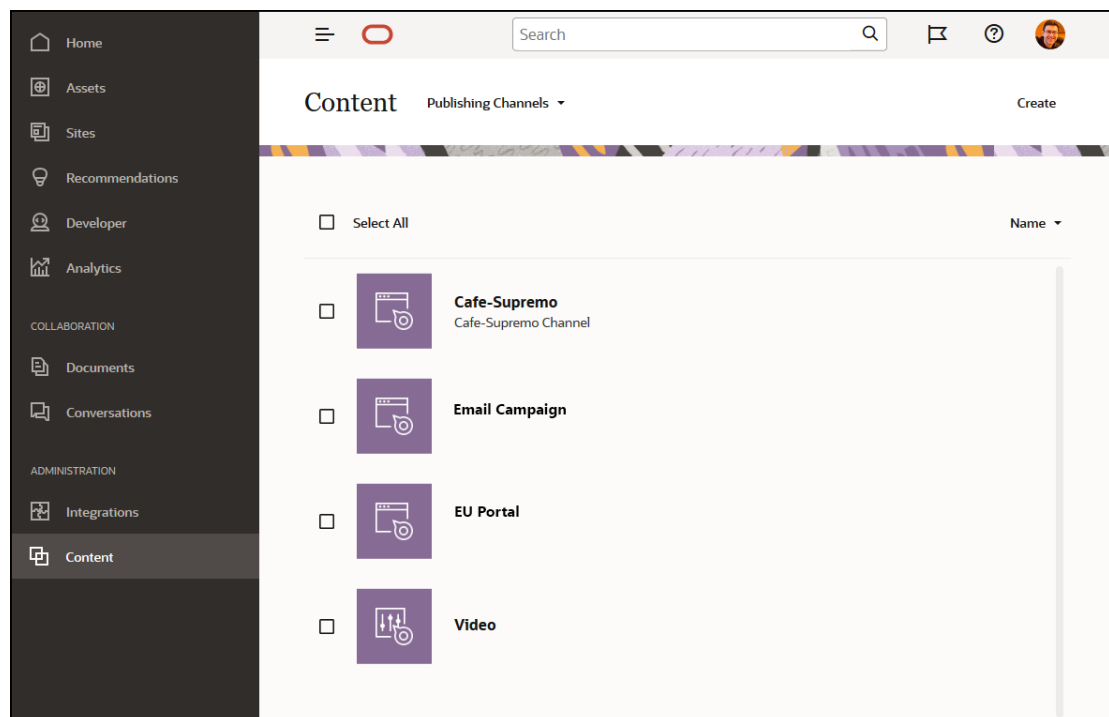 Home
Assets
Sites
Recommendations
Developer
Analytics
COLLABORATION
Documents
Conversations
ADMINISTRATION
Integrations
Content
Search
Content Publishing Channels
Create
Select All
Name
Cafe-Supremo
Cafe-Supremo Channel
Email Campaign
EU Portal
Video